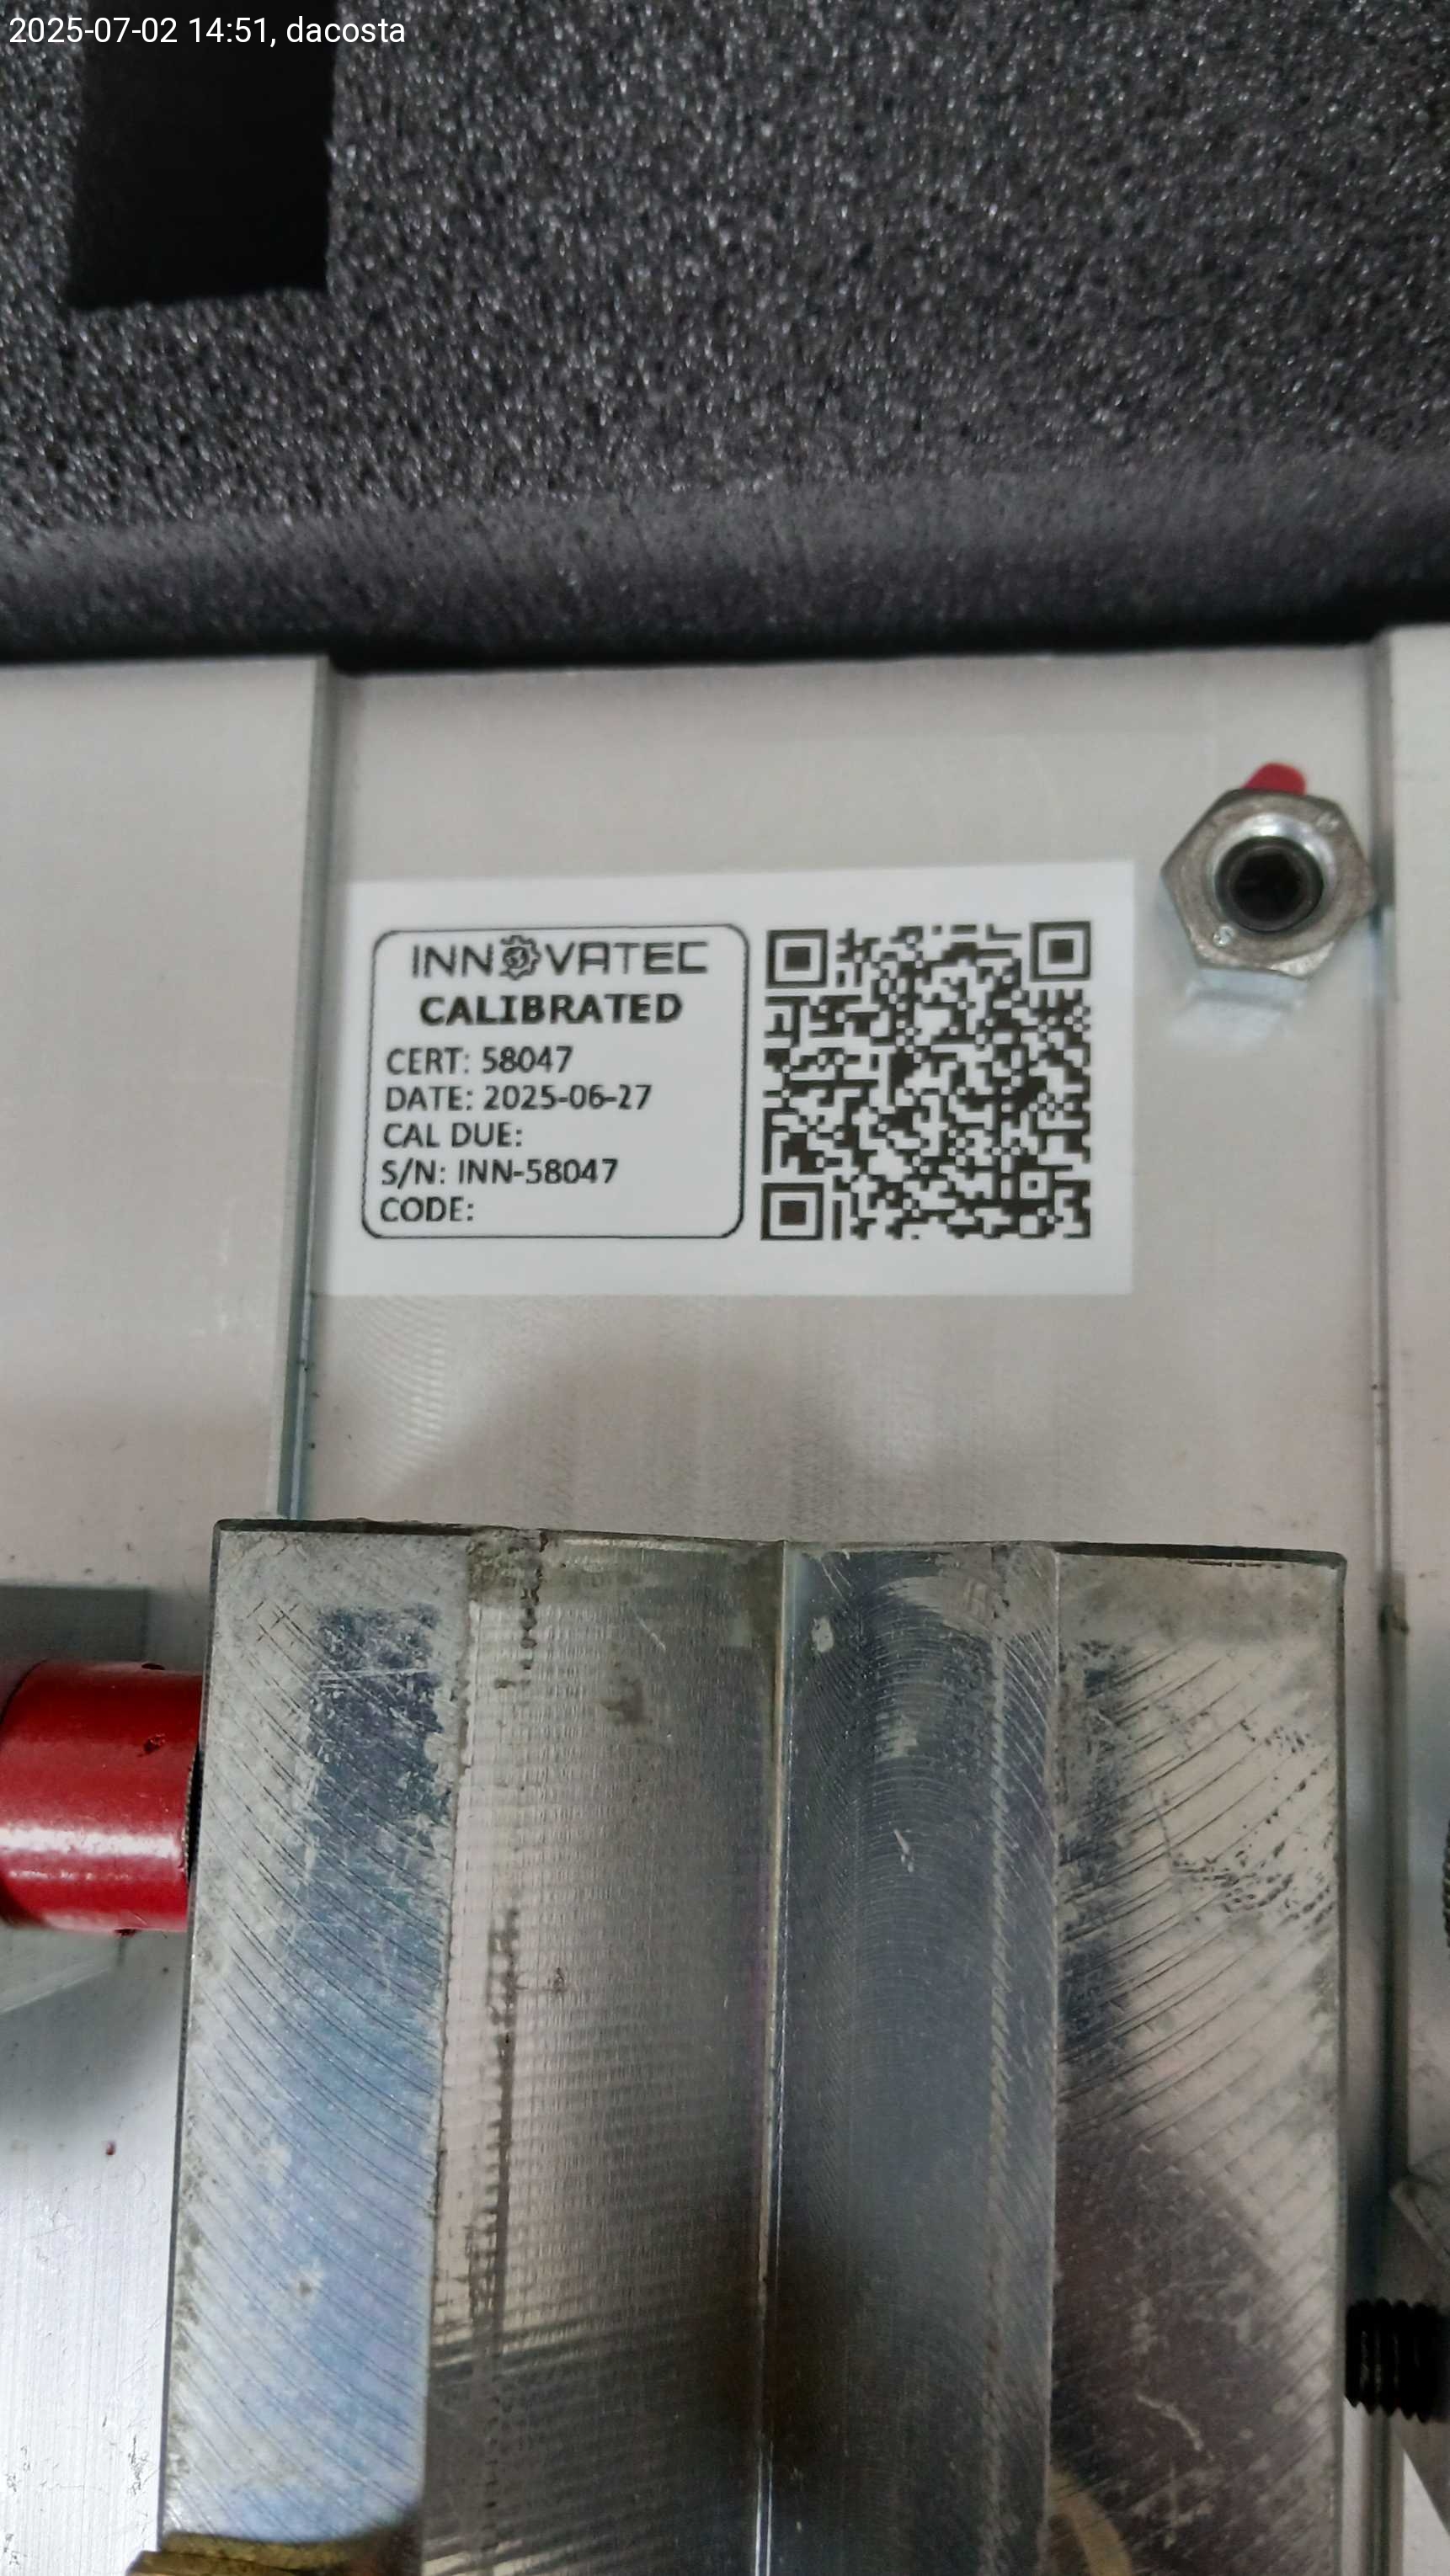 2025-07-02 14:51, dacosta
INNOVATEC
CALIBRATED
CERT: 58047
DATE: 2025-06-27
CAL DUE:
S/N: INN-58047
CODE: